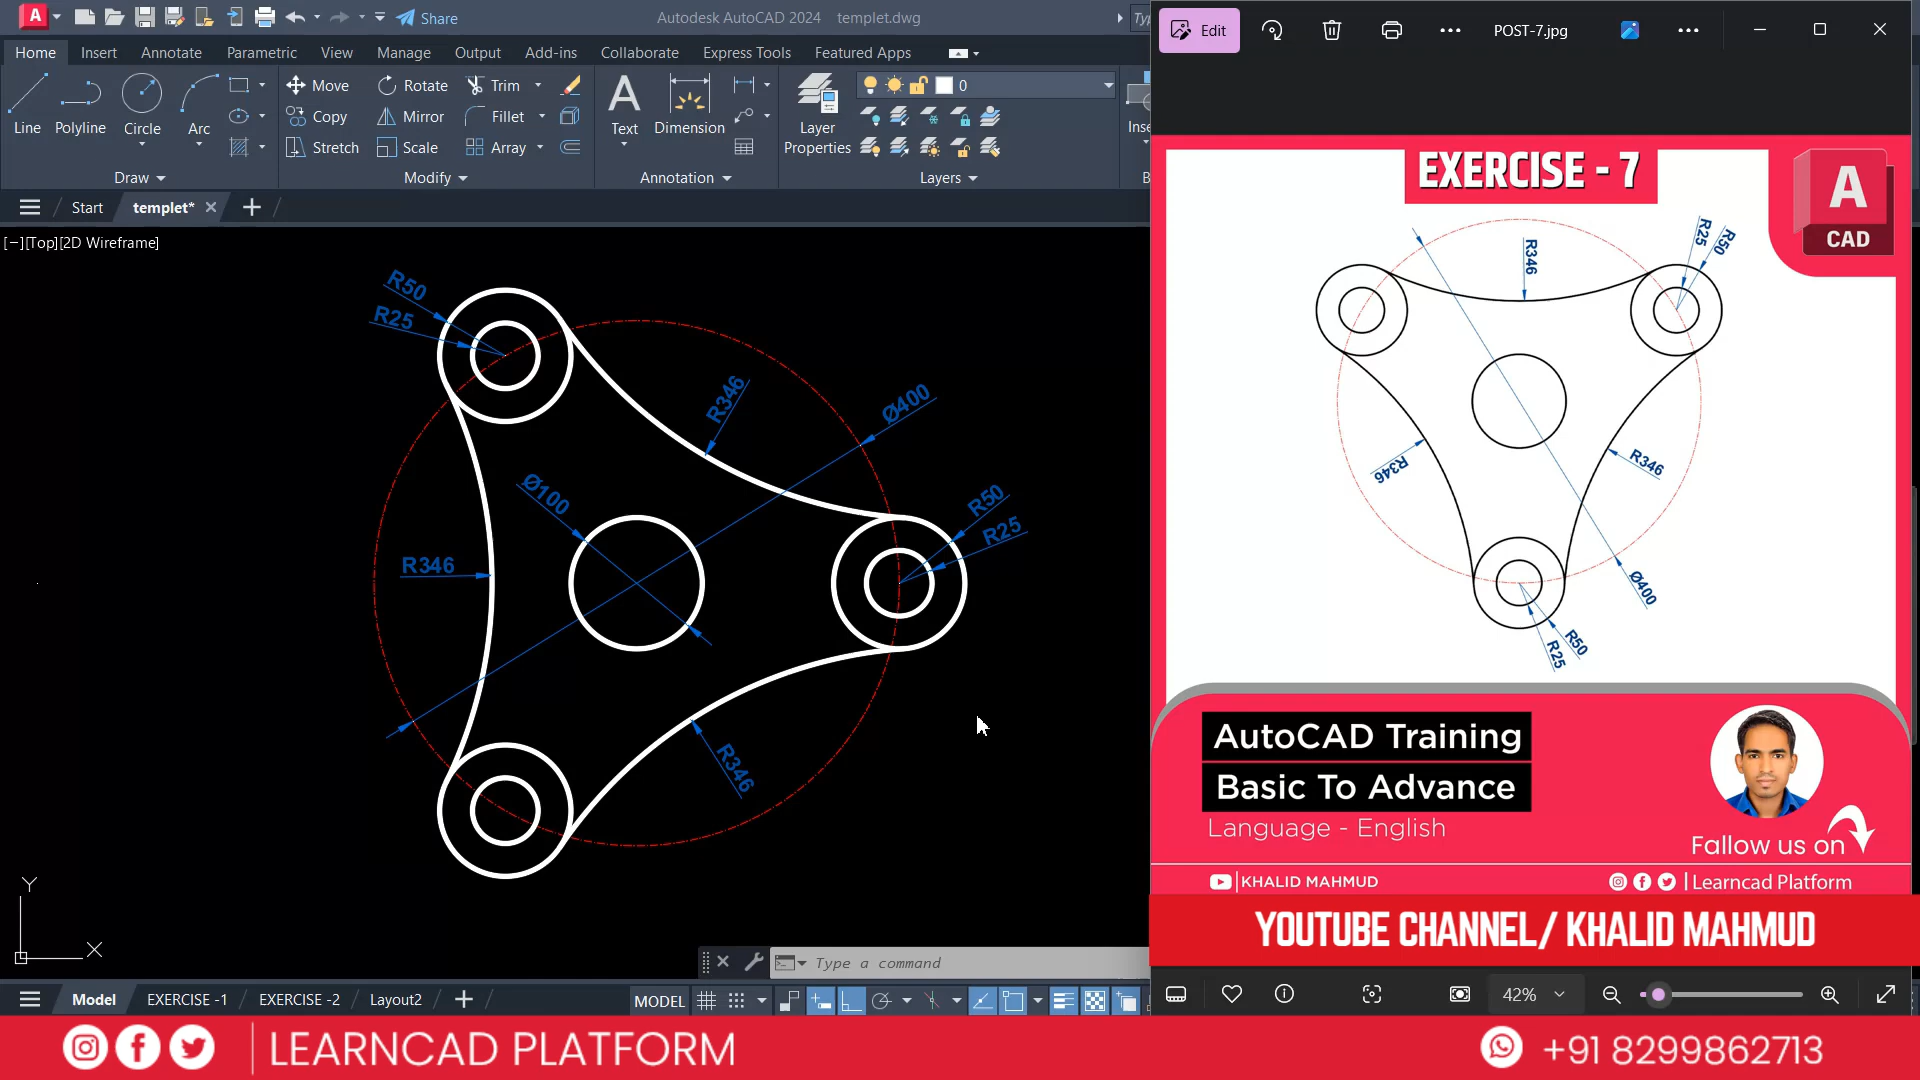 A Share Autodesk AutoCAD 2024 templet.dwg
Home Insert Annotate Parametric View Manage Output Add-ins Collaborate Express Tools Featured Apps
Line Polyline Circle Arc
Move Rotate Trim
Copy Mirror Fillet
Stretch Scale Array
A Text Dimension
Layer Properties
0
Draw Modify Annotation Layers
Start templet*
[−][Top][2D Wireframe]
R50
R25
R346
Ø400
Ø100
R50
R25
R346
R346
Y
X
Type a command
Model EXERCISE -1 EXERCISE -2 Layout2
MODEL
Edit POST-7.jpg
EXERCISE - 7
A
CAD
R25
R50
R346
R346
R346
Ø400
R50
R25
AutoCAD Training
Basic To Advance
Language - English
Fallow us on
KHALID MAHMUD
Learncad Platform
YOUTUBE CHANNEL/ KHALID MAHMUD
42%
LEARNCAD PLATFORM
+91 8299862713